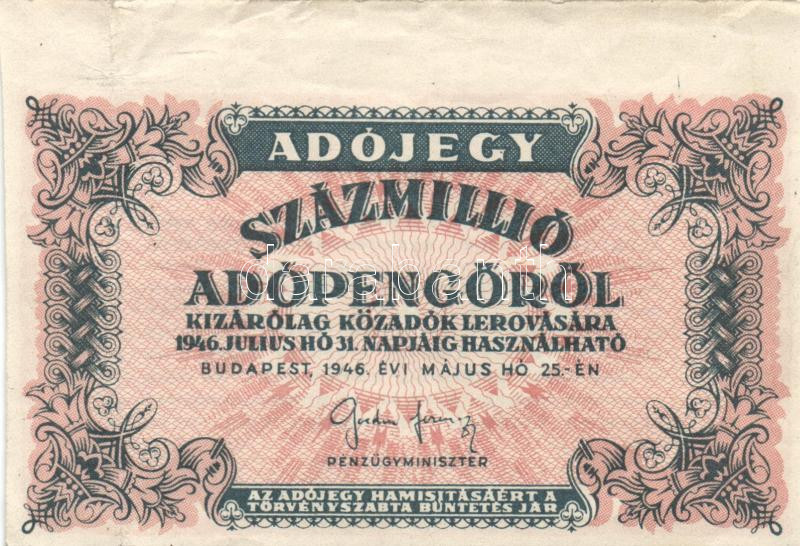 ADÓJEGY
SZÁZMILLIÓ
ADÓPENGŐRŐL
KIZÁRÓLAG KÖZADÓK LEROVÁSÁRA
1946. JULIUS HÓ 31. NAPJÁIG HASZNÁLHATÓ
BUDAPEST, 1946. ÉVI MÁJUS HÓ 25.-ÉN
PÉNZÜGYMINISZTER
AZ ADÓJEGY HAMISITÁSÁÉRT A
TÖRVÉNYSZABTA BÜNTETÉS JÁR